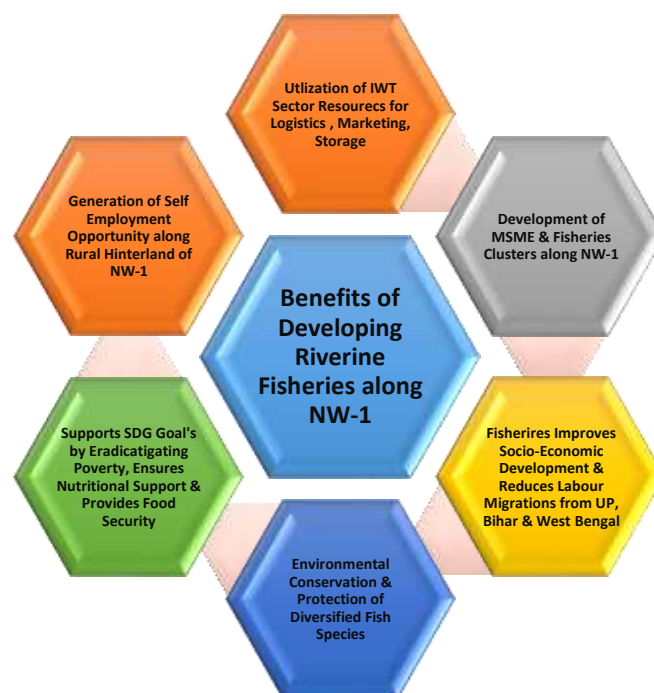 Utlization of IWT
Sector Resourecs for
Logistics , Marketing,
Storage
Development of
MSME & Fisheries
Clusters along NW-1
Fisherires Improves
Socio-Economic
Development &
Reduces Labour
Migrations from UP,
Bihar & West Bengal
Environmental
Conservation &
Protection of
Diversified Fish
Species
Supports SDG Goal's
by Eradicatigating
Poverty, Ensures
Nutritional Support &
Provides Food
Security
Generation of Self
Employment
Opportunity along
Rural Hinterland of
NW-1
Benefits of
Developing
Riverine
Fisheries along
NW-1